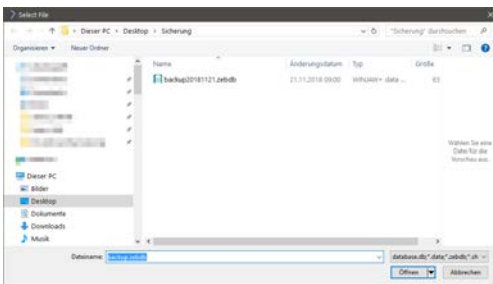 Select File
Dieser PC › Desktop › Sicherung
"Sicherung" durchsuchen
Organisieren
Neuer Ordner
Name Änderungsdatum Typ Größe
backup20181121.zebdb 21.11.2018 09:00 data ... 63
Wählen Sie eine
Datei für die
Vorschau aus.
Dieser PC
Bilder
Desktop
Dokumente
Downloads
Musik
Dateiname: backup.zebdb
Öffnen
Abbrechen